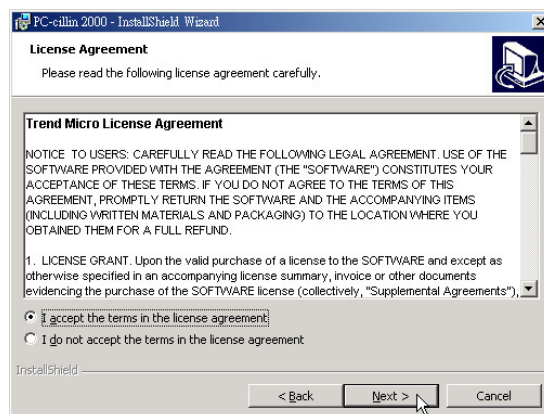 PC-cillin 2000 - InstallShield Wizard
License Agreement
Please read the following license agreement carefully.
Trend Micro License Agreement
NOTICE TO USERS: CAREFULLY READ THE FOLLOWING LEGAL AGREEMENT. USE OF THE
SOFTWARE PROVIDED WITH THE AGREEMENT (THE "SOFTWARE") CONSTITUTES YOUR
ACCEPTANCE OF THESE TERMS. IF YOU DO NOT AGREE TO THE TERMS OF THIS
AGREEMENT, PROMPTLY RETURN THE SOFTWARE AND THE ACCOMPANYING ITEMS
(INCLUDING WRITTEN MATERIALS AND PACKAGING) TO THE LOCATION WHERE YOU
OBTAINED THEM FOR A FULL REFUND.
1. LICENSE GRANT. Upon the valid purchase of a license to the SOFTWARE and except as
otherwise specified in an accompanying license summary, invoice or other documents
evidencing the purchase of the SOFTWARE license (collectively, "Supplemental Agreements"),
I accept the terms in the license agreement
I do not accept the terms in the license agreement
InstallShield
< Back Next > Cancel